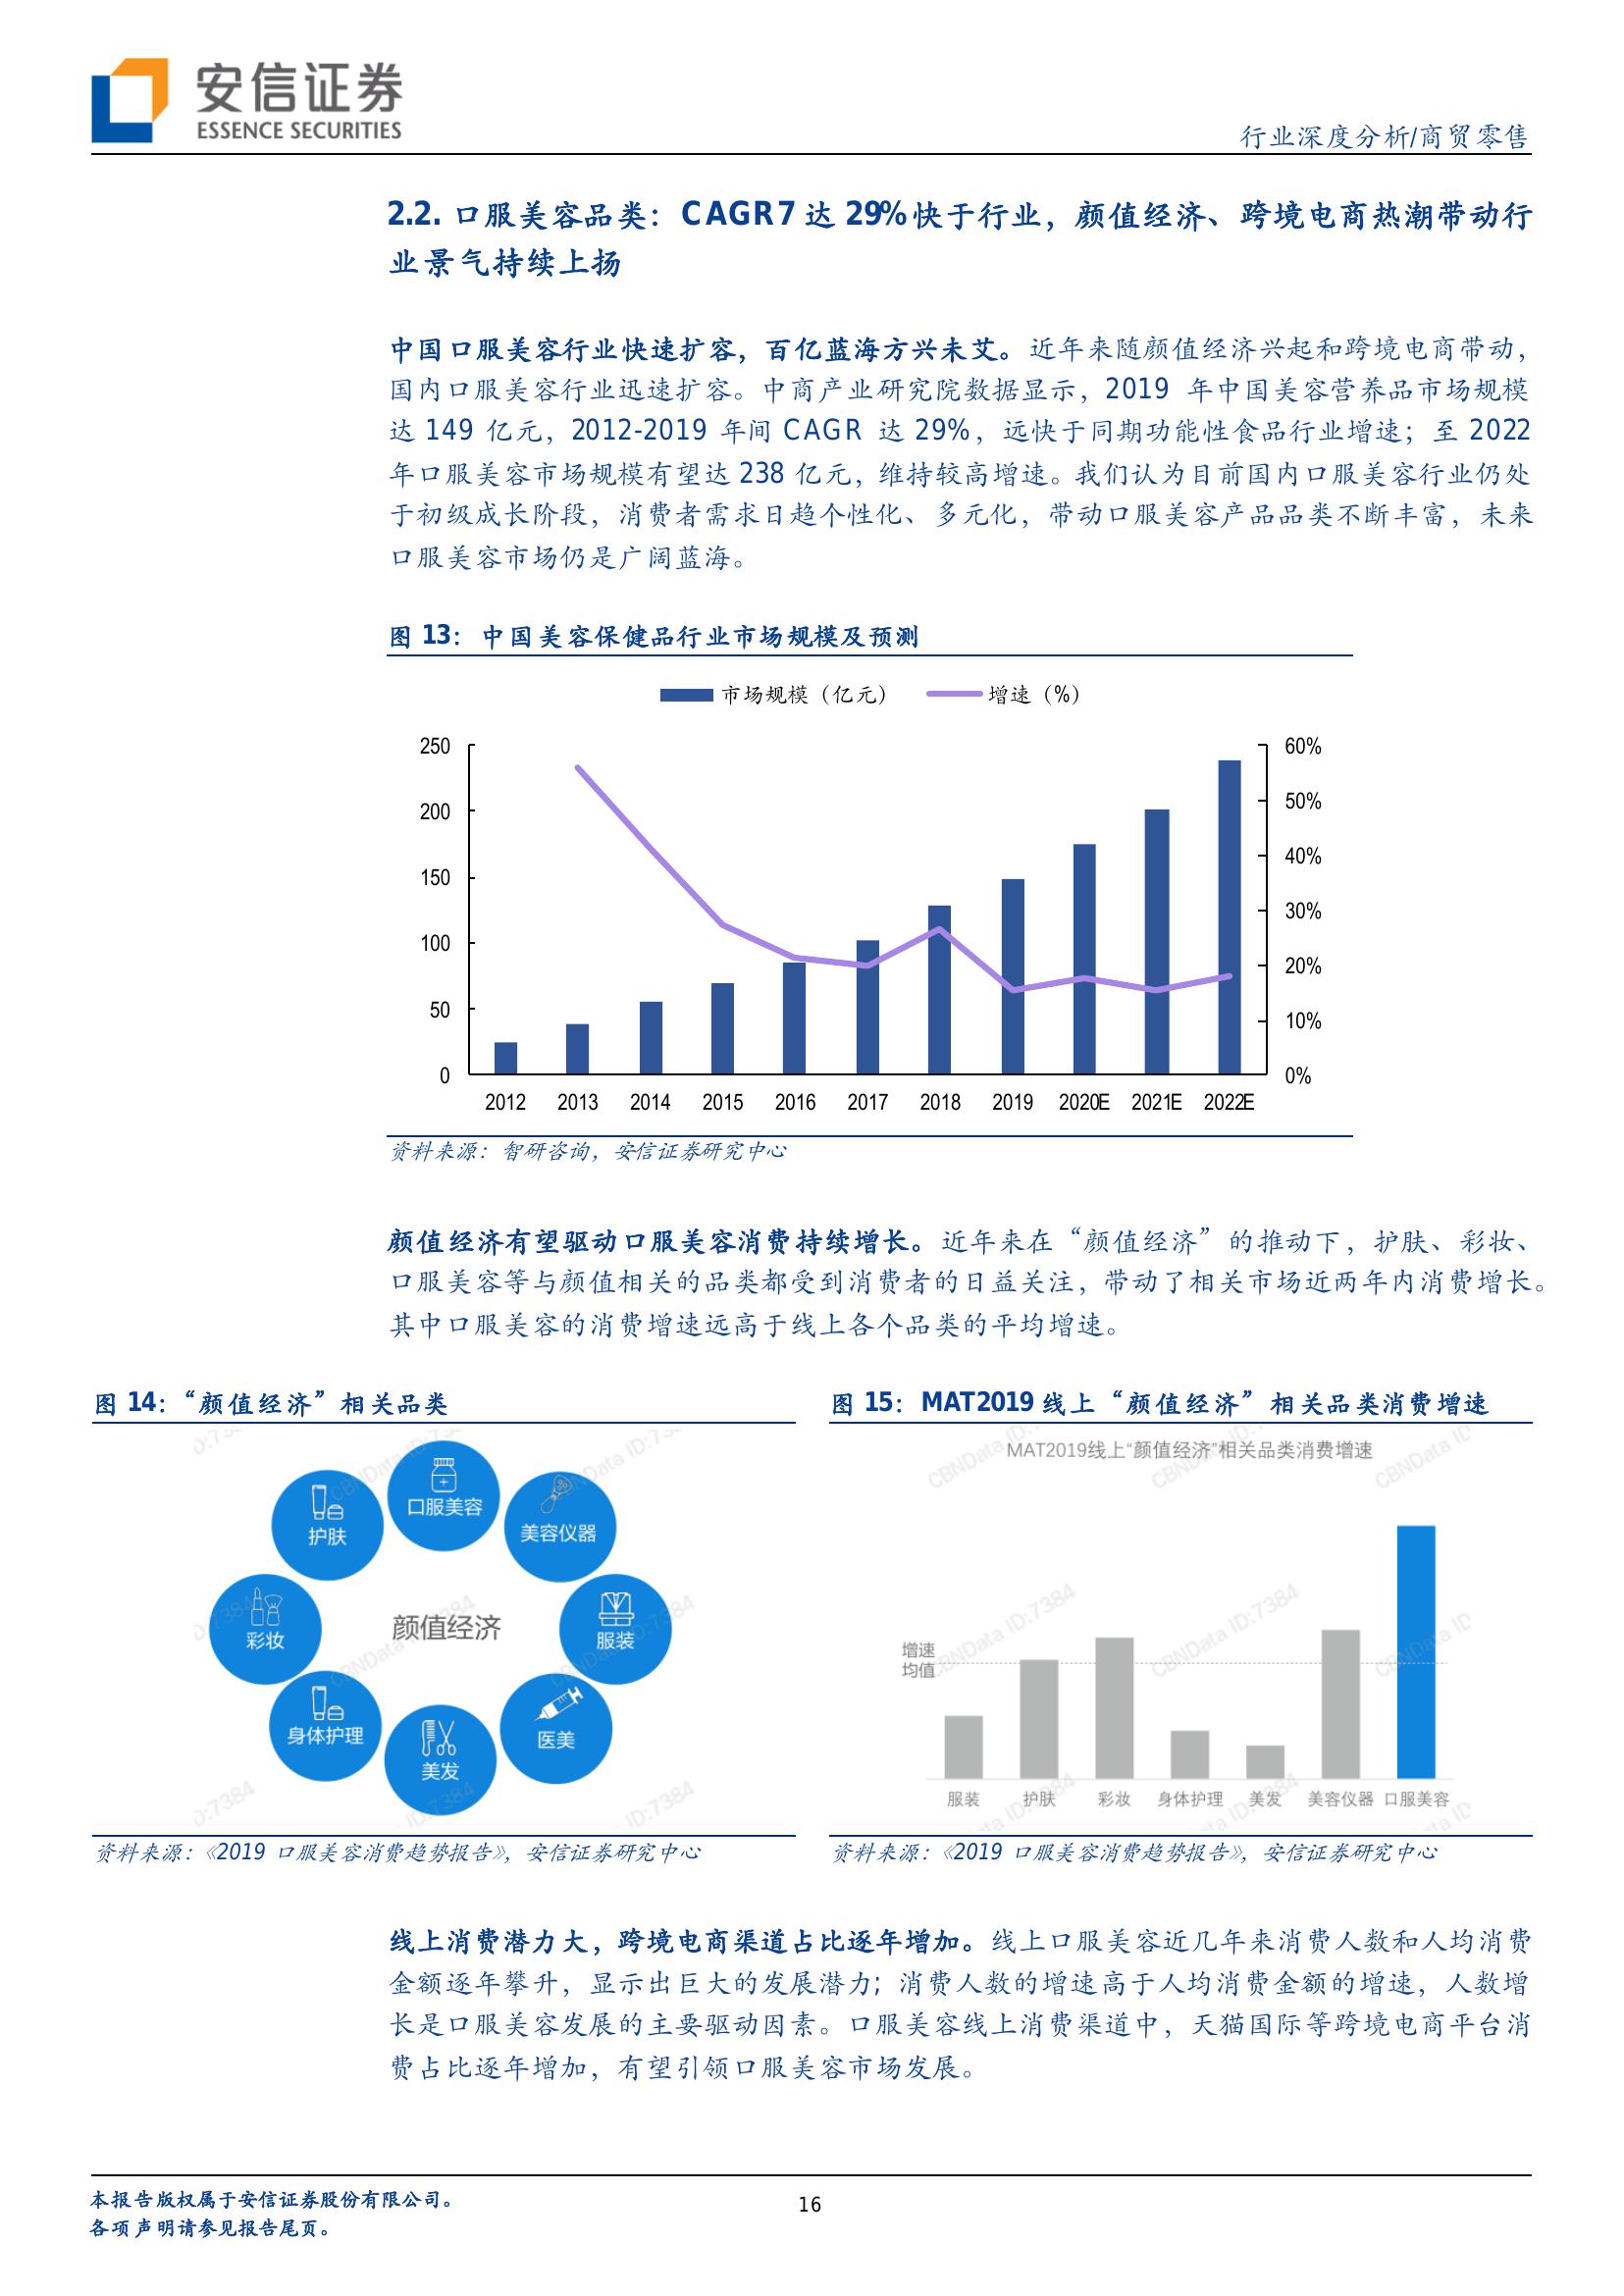 安信证券
ESSENCE SECURITIES
行业深度分析/商贸零售
2.2. 口服美容品类：CAGR7 达 29%快于行业，颜值经济、跨境电商热潮带动行
业景气持续上扬
中国口服美容行业快速扩容，百亿蓝海方兴未艾。近年来随颜值经济兴起和跨境电商带动，
国内口服美容行业迅速扩容。中商产业研究院数据显示，2019 年中国美容营养品市场规模
达 149 亿元，2012-2019 年间 CAGR 达 29%，远快于同期功能性食品行业增速；至 2022
年口服美容市场规模有望达 238 亿元，维持较高增速。我们认为目前国内口服美容行业仍处
于初级成长阶段，消费者需求日趋个性化、多元化，带动口服美容产品品类不断丰富，未来
口服美容市场仍是广阔蓝海。
图 13：中国美容保健品行业市场规模及预测
市场规模（亿元） 增速（%）
250 60%
200 50%
150 40%
100 30%
50 20%
0 10%
0%
2012 2013 2014 2015 2016 2017 2018 2019 2020E 2021E 2022E
资料来源：智研咨询，安信证券研究中心
颜值经济有望驱动口服美容消费持续增长。近年来在“颜值经济”的推动下，护肤、彩妆、
口服美容等与颜值相关的品类都受到消费者的日益关注，带动了相关市场近两年内消费增长。
其中口服美容的消费增速远高于线上各个品类的平均增速。
图 14：“颜值经济”相关品类
口服美容
护肤
美容仪器
彩妆
颜值经济
服装
身体护理
医美
美发
资料来源：《2019 口服美容消费趋势报告》，安信证券研究中心
图 15：MAT2019 线上“颜值经济”相关品类消费增速
MAT2019线上“颜值经济”相关品类消费增速
增速
均值
服装 护肤 彩妆 身体护理 美发 美容仪器 口服美容
CBNData ID:7384
资料来源：《2019 口服美容消费趋势报告》，安信证券研究中心
线上消费潜力大，跨境电商渠道占比逐年增加。线上口服美容近几年来消费人数和人均消费
金额逐年攀升，显示出巨大的发展潜力；消费人数的增速高于人均消费金额的增速，人数增
长是口服美容发展的主要驱动因素。口服美容线上消费渠道中，天猫国际等跨境电商平台消
费占比逐年增加，有望引领口服美容市场发展。
本报告版权属于安信证券股份有限公司。
各项声明请参见报告尾页。
16